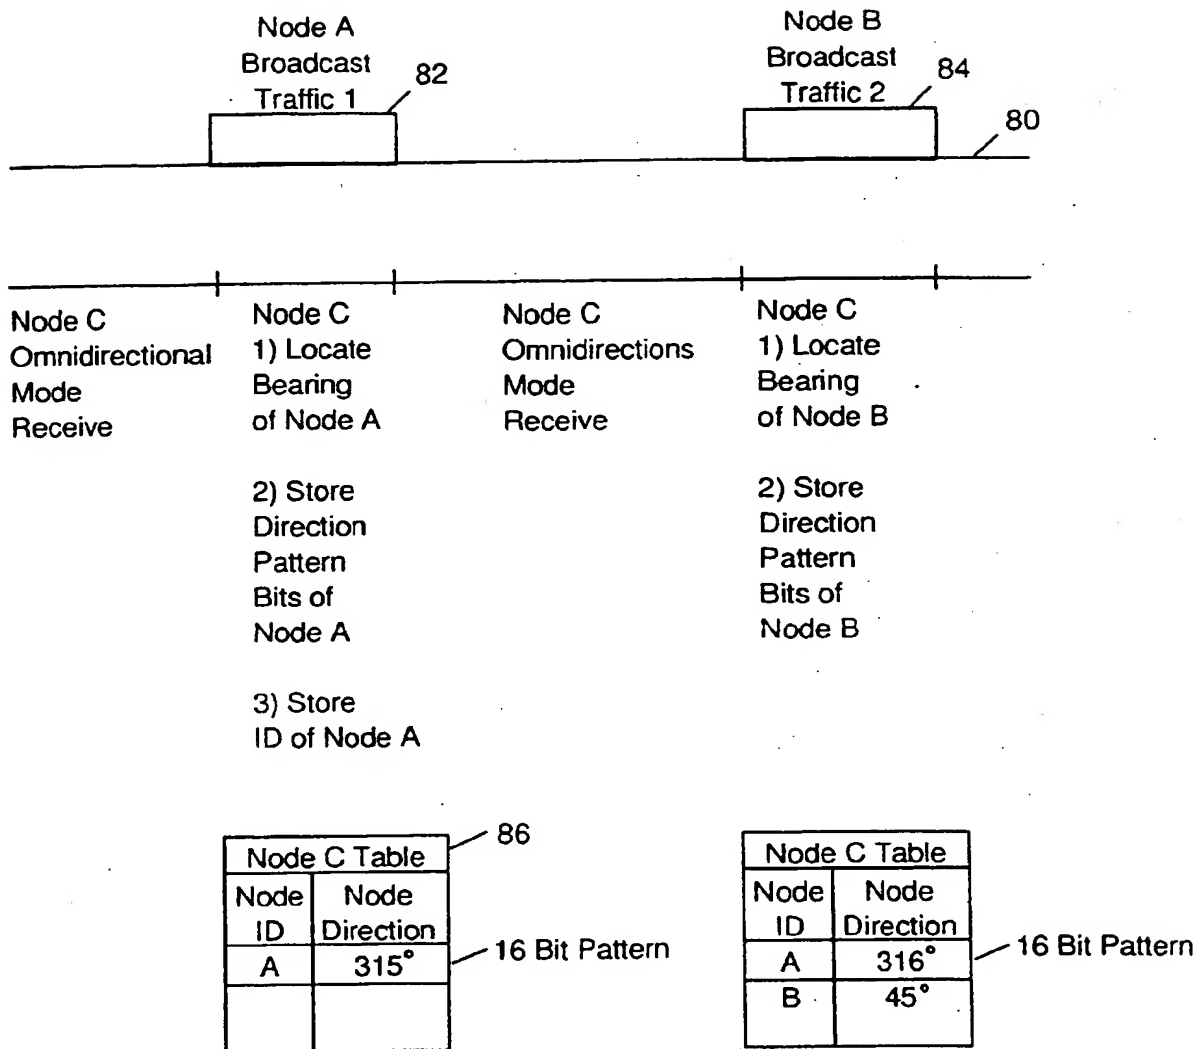 Node A
Broadcast
Traffic 1
82
Node B
Broadcast
Traffic 2
84
80
Node C
Omnidirectional
Mode
Receive
Node C
1) Locate
Bearing
of Node A
2) Store
Direction
Pattern
Bits of
Node A
3) Store
ID of Node A
Node C
Omnidirections
Mode
Receive
Node C
1) Locate
Bearing
of Node B
2) Store
Direction
Pattern
Bits of
Node B
86
Node C Table
Node ID
Node Direction
A 315°
16 Bit Pattern
Node C Table
Node ID
Node Direction
A 316°
B 45°
16 Bit Pattern